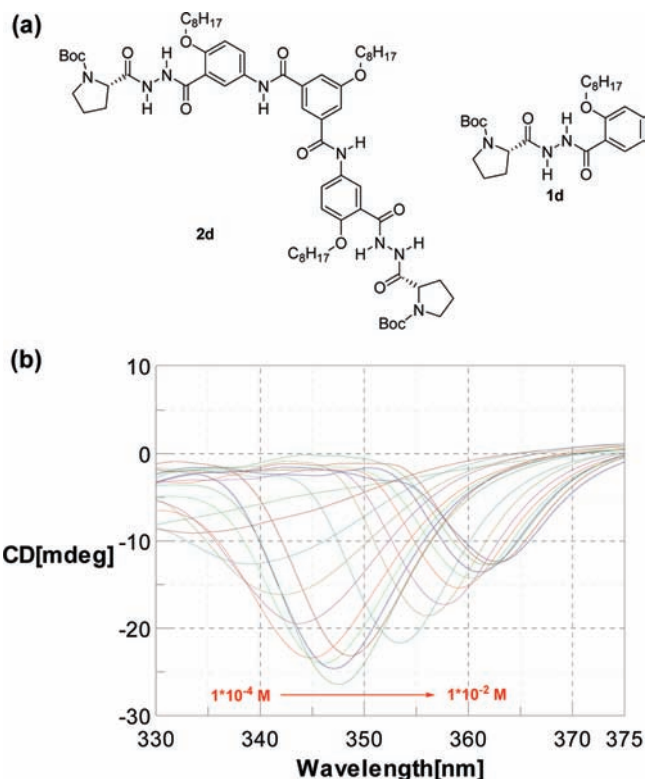 (a)
C8H17
O
Boc
N
O
H
N
N
H
O
N
H
O
O
C8H17
O
N
H
2d
C8H17
O
O
N
H
N
H
O
N
Boc
C8H17
O
Boc
N
O
H
N
N
H
O
1d
(b)
10
0
-10
-20
-30
CD[mdeg]
1*10-4 M
1*10-2 M
330
340
350
360
370
375
Wavelength[nm]